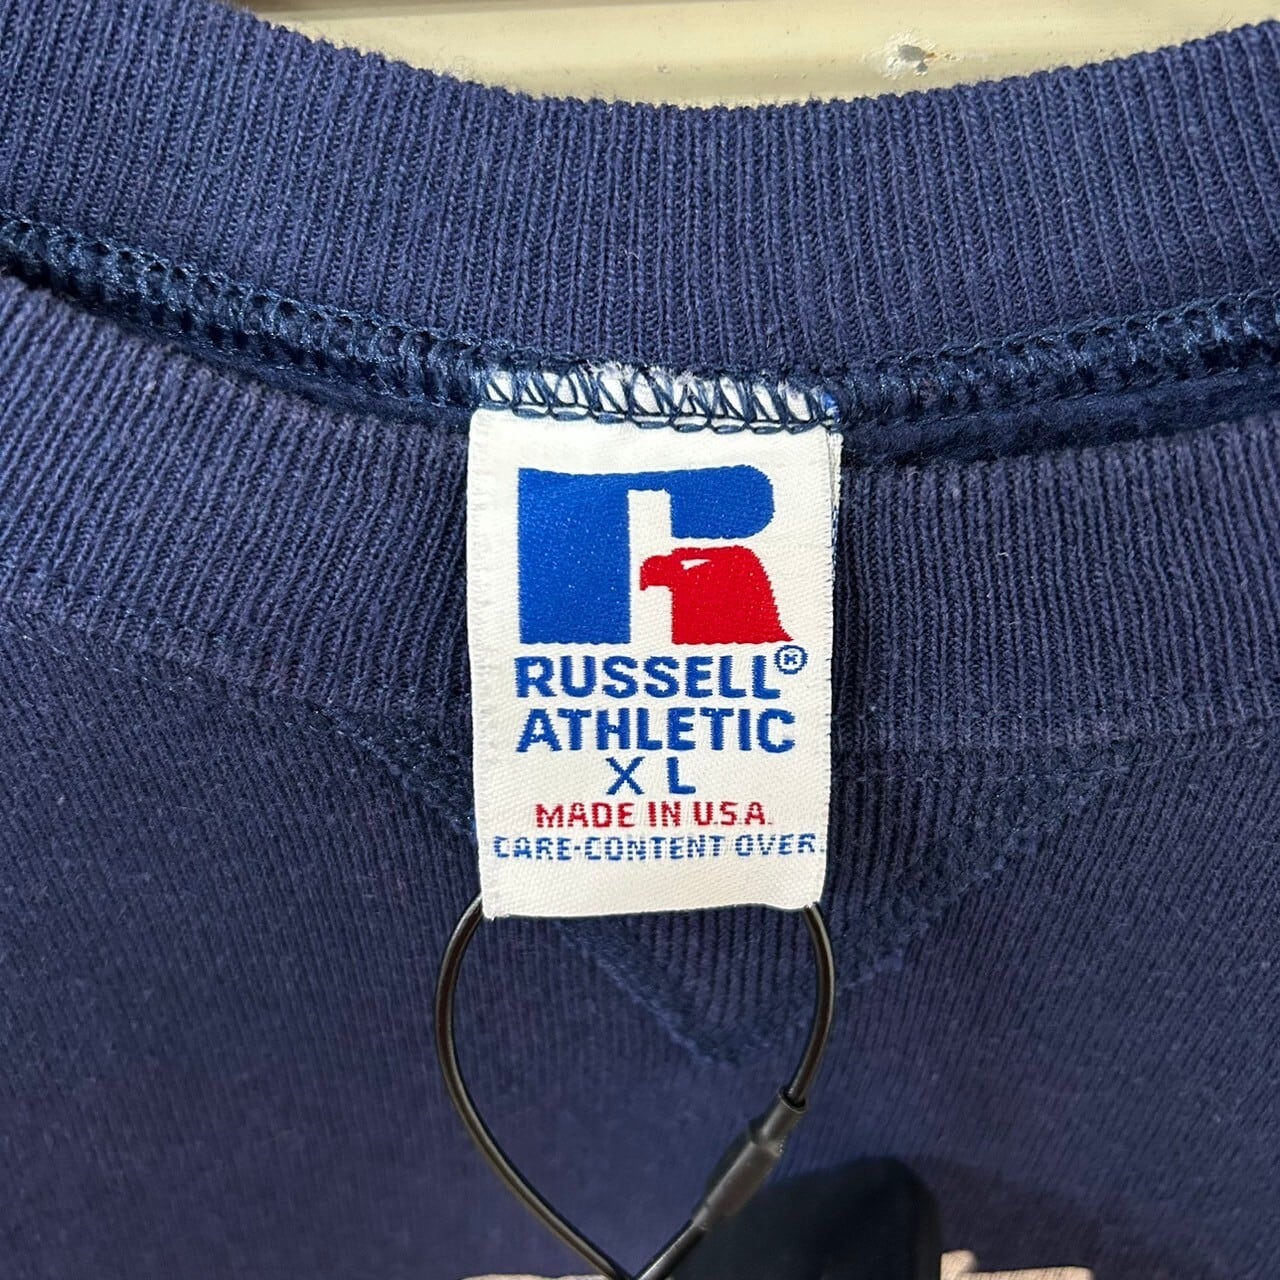 RUSSELL®
ATHLETIC
XL
MADE IN U.S.A.
CARE-CONTENT OVER.